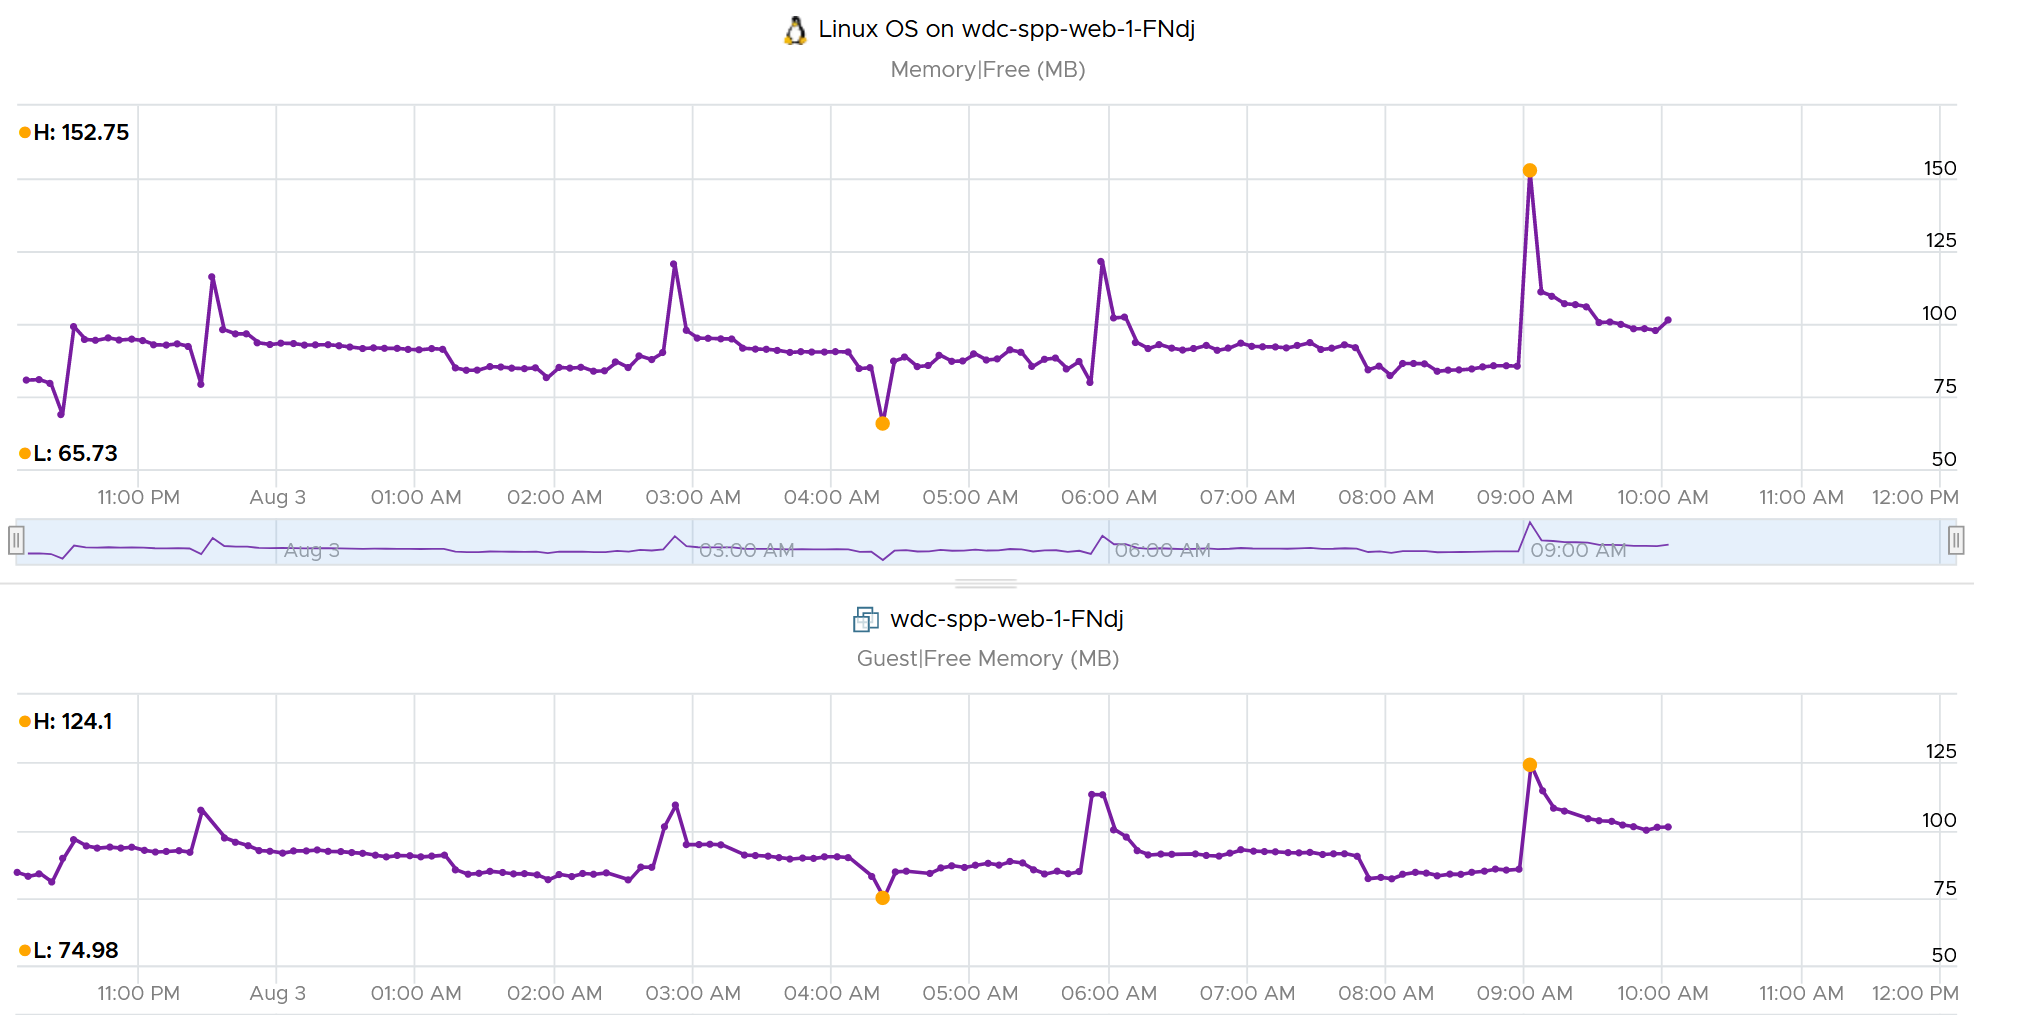 Linux OS on wdc-spp-web-1-FNdj
Memory|Free (MB)
H: 152.75
150
125
100
75
L: 65.73
50
11:00 PM Aug 3 01:00 AM 02:00 AM 03:00 AM 04:00 AM 05:00 AM 06:00 AM 07:00 AM 08:00 AM 09:00 AM 10:00 AM 11:00 AM 12:00 PM
Aug 3 03:00 AM 06:00 AM 09:00 AM
wdc-spp-web-1-FNdj
Guest|Free Memory (MB)
H: 124.1
125
100
75
L: 74.98
50
11:00 PM Aug 3 01:00 AM 02:00 AM 03:00 AM 04:00 AM 05:00 AM 06:00 AM 07:00 AM 08:00 AM 09:00 AM 10:00 AM 11:00 AM 12:00 PM